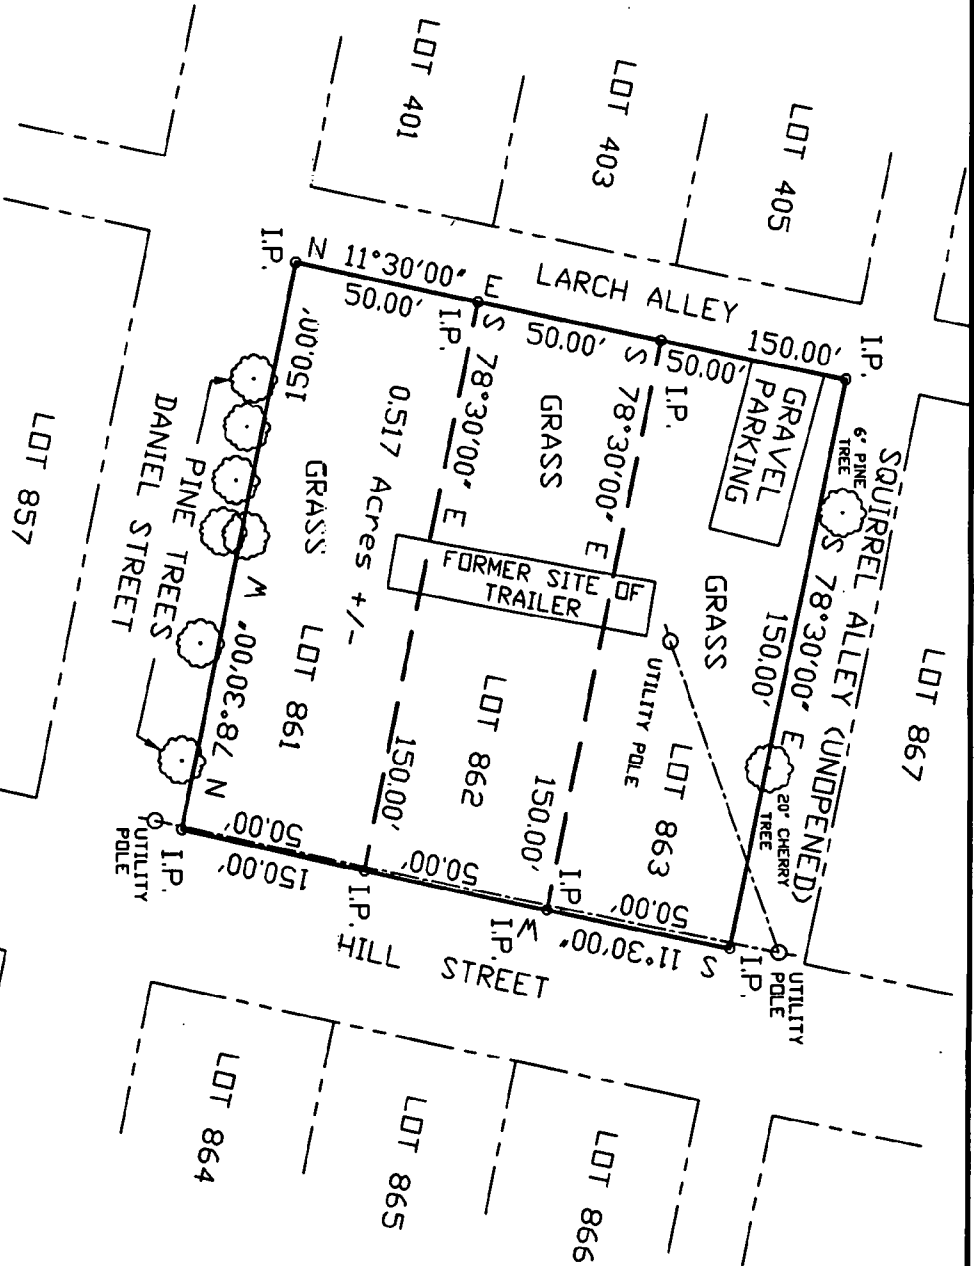 LOT 401
LOT 403
LOT 405
LARCH ALLEY
I.P.
N 11°30'00" E
50.00'
50.00'
50.00'
150.00'
I.P.
I.P.
I.P.
S 78°30'00" E
S 78°30'00" E
S 78°30'00" E
150.00'
150.00'
150.00'
GRAVEL
PARKING
6" PINE
TREE
SQUIRREL ALLEY (UNOPENED)
LOT 867
GRASS
GRASS
GRASS
0.517 Acres +/-
FORMER SITE OF
TRAILER
UTILITY POLE
20" CHERRY
TREE
LOT 861
LOT 862
LOT 863
150.00'
N 78°30'00" W
PINE TREES
DANIEL STREET
LOT 857
50.00'
50.00'
50.00'
150.00'
S 11°30'00" W
I.P.
I.P.
I.P.
I.P.
I.P.
UTILITY
POLE
UTILITY
POLE
HILL STREET
LOT 864
LOT 865
LOT 866